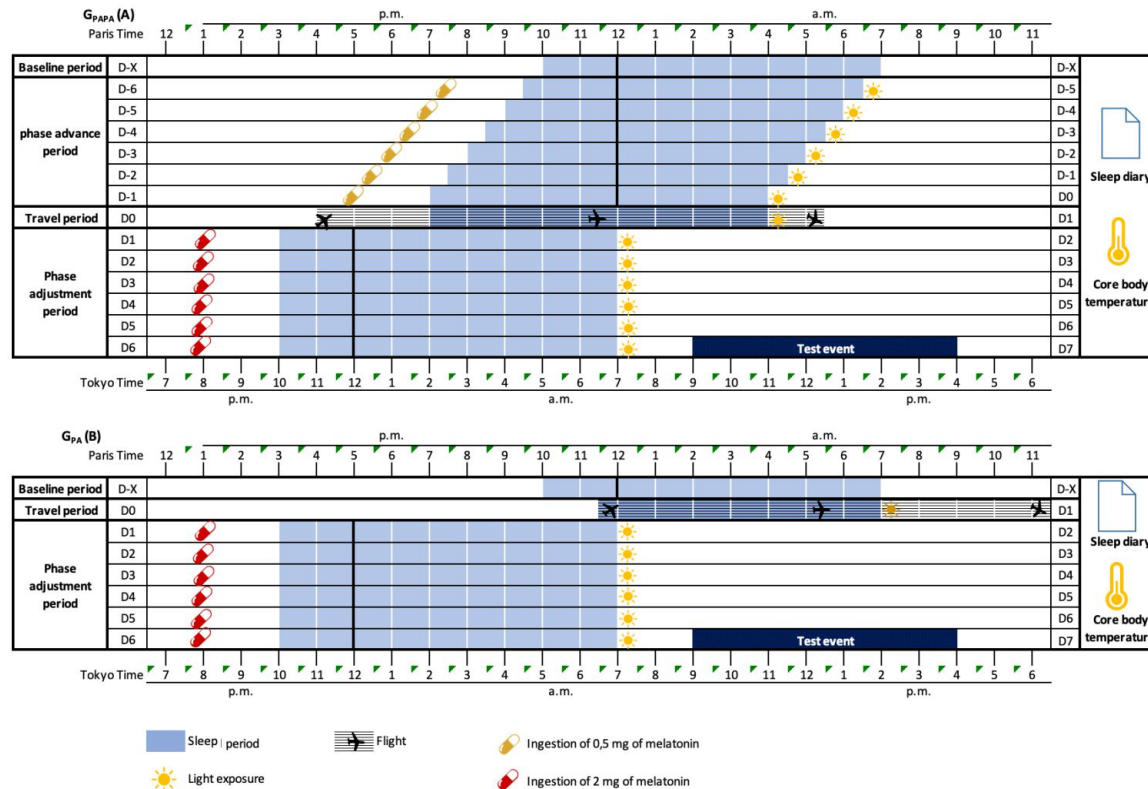 G_PAPA (A) p.m. a.m.
Paris Time 12 1 2 3 4 5 6 7 8 9 10 11 12 1 2 3 4 5 6 7 8 9 10 11
Baseline period D-X D-X
D-6 D-5
D-5 D-4
phase advance period D-4 D-3
D-3 D-2
D-2 D-1
D-1 D0
Sleep diary
Travel period D0 D1
D1 D2
D2 D3
Phase adjustment period D3 D4
D4 D5
D5 D6
D6 Test event D7
Core body temperature
Tokyo Time 7 8 9 10 11 12 1 2 3 4 5 6 7 8 9 10 11 12 1 2 3 4 5 6
p.m. a.m. p.m.
G_PA (B) p.m. a.m.
Paris Time 12 1 2 3 4 5 6 7 8 9 10 11 12 1 2 3 4 5 6 7 8 9 10 11
Baseline period D-X D-X
Travel period D0 D1
D1 D2
D2 D3
Phase adjustment period D3 D4
D4 D5
D5 D6
D6 Test event D7
Sleep diary
Core body temperature
Tokyo Time 7 8 9 10 11 12 1 2 3 4 5 6 7 8 9 10 11 12 1 2 3 4 5 6
p.m. a.m. p.m.
Sleep period Flight Ingestion of 0,5 mg of melatonin
Light exposure Ingestion of 2 mg of melatonin